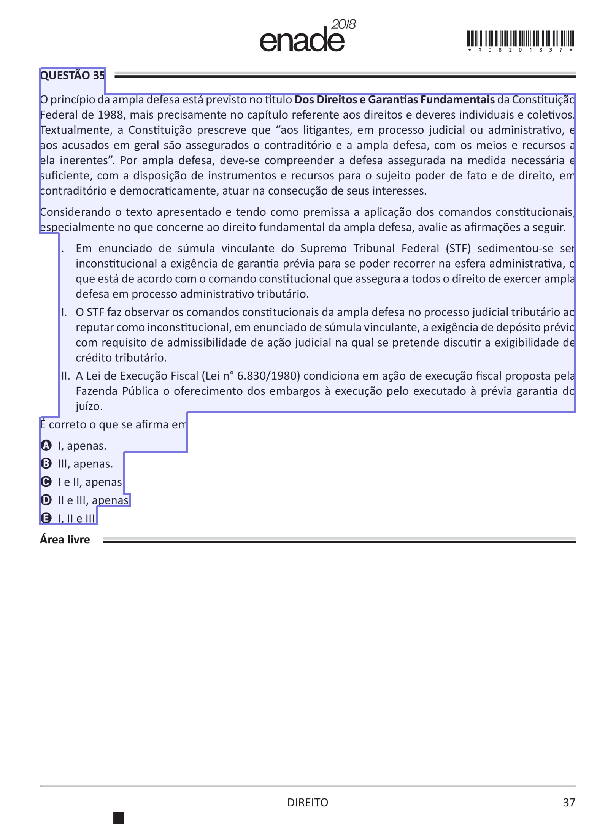 enade2018
*R3520183 7*
QUESTÃO 35
O princípio da ampla defesa está previsto no título Dos Direitos e Garantias Fundamentais da Constituição
Federal de 1988, mais precisamente no capítulo referente aos direitos e deveres individuais e coletivos.
Textualmente, a Constituição prescreve que “aos litigantes, em processo judicial ou administrativo, e
aos acusados em geral são assegurados o contraditório e a ampla defesa, com os meios e recursos a
ela inerentes”. Por ampla defesa, deve-se compreender a defesa assegurada na medida necessária e
suficiente, com a disposição de instrumentos e recursos para o sujeito poder de fato e de direito, em
contraditório e democraticamente, atuar na consecução de seus interesses.
Considerando o texto apresentado e tendo como premissa a aplicação dos comandos constitucionais,
especialmente no que concerne ao direito fundamental da ampla defesa, avalie as afirmações a seguir.
I. Em enunciado de súmula vinculante do Supremo Tribunal Federal (STF) sedimentou-se ser
inconstitucional a exigência de garantia prévia para se poder recorrer na esfera administrativa, o
que está de acordo com o comando constitucional que assegura a todos o direito de exercer ampla
defesa em processo administrativo tributário.
II. O STF faz observar os comandos constitucionais da ampla defesa no processo judicial tributário ao
reputar como inconstitucional, em enunciado de súmula vinculante, a exigência de depósito prévio
com requisito de admissibilidade de ação judicial na qual se pretende discutir a exigibilidade de
crédito tributário.
III. A Lei de Execução Fiscal (Lei n° 6.830/1980) condiciona em ação de execução fiscal proposta pela
Fazenda Pública o oferecimento dos embargos à execução pelo executado à prévia garantia do
juízo.
É correto o que se afirma em
A I, apenas.
B III, apenas.
C I e II, apenas.
D II e III, apenas.
E I, II e III.
Área livre
DIREITO 37